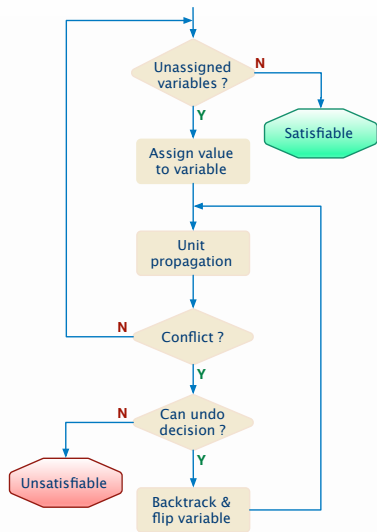 Unassigned
variables ?
N
Y
Satisfiable
Assign value
to variable
Unit
propagation
N
Conflict ?
Y
N
Can undo
decision ?
Y
Unsatisfiable
Backtrack &
flip variable